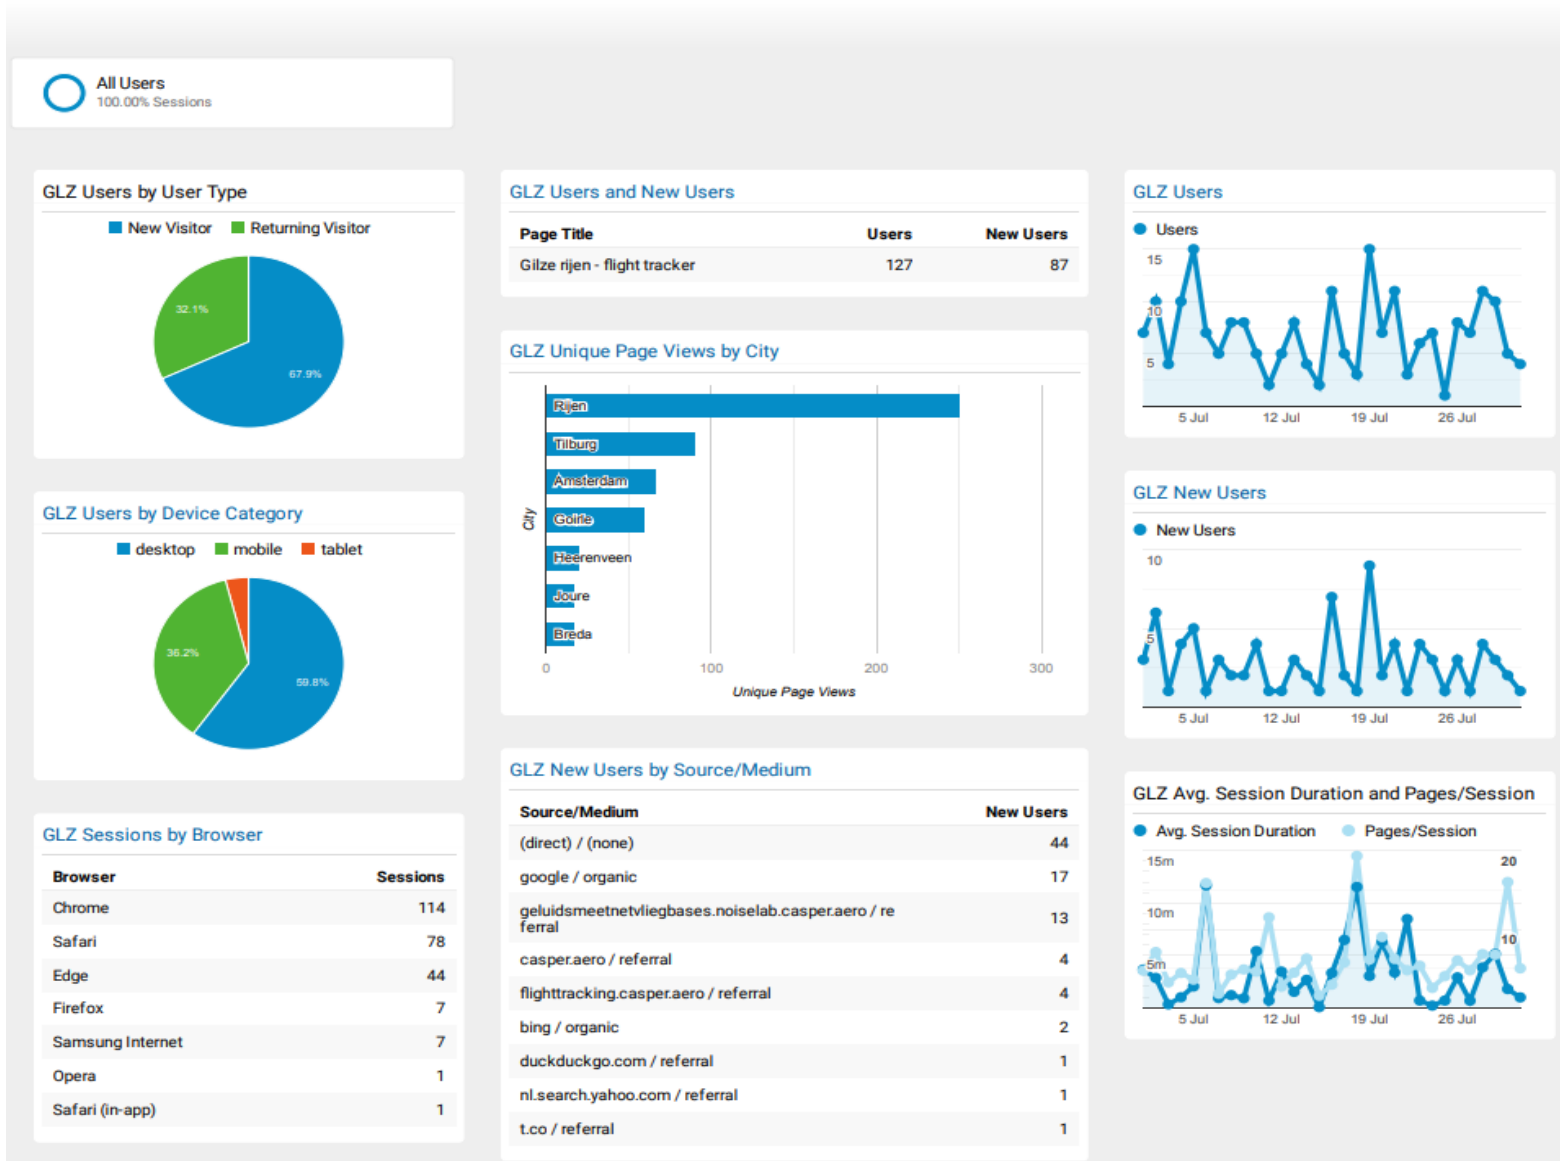 All Users
100.00% Sessions
GLZ Users by User Type
New Visitor Returning Visitor
32.1%
67.9%
GLZ Users by Device Category
desktop mobile tablet
36.2%
59.8%
GLZ Sessions by Browser
Browser Sessions
Chrome 114
Safari 78
Edge 44
Firefox 7
Samsung Internet 7
Opera 1
Safari (in-app) 1
GLZ Users and New Users
Page Title Users New Users
Gilze rijen - flight tracker 127 87
GLZ Unique Page Views by City
City
Rijen
Tilburg
Amsterdam
Goirle
Heerenveen
Joure
Breda
0 100 200 300
Unique Page Views
GLZ New Users by Source/Medium
Source/Medium New Users
(direct) / (none) 44
google / organic 17
geluidsmeetnetvliegbases.noiselab.casper.aero / re
ferral 13
casper.aero / referral 4
flighttracking.casper.aero / referral 4
bing / organic 2
duckduckgo.com / referral 1
nl.search.yahoo.com / referral 1
t.co / referral 1
GLZ Users
Users
15
10
5
5 Jul 12 Jul 19 Jul 26 Jul
GLZ New Users
New Users
10
5
5 Jul 12 Jul 19 Jul 26 Jul
GLZ Avg. Session Duration and Pages/Session
Avg. Session Duration Pages/Session
15m 20
10m
10
5m
5 Jul 12 Jul 19 Jul 26 Jul